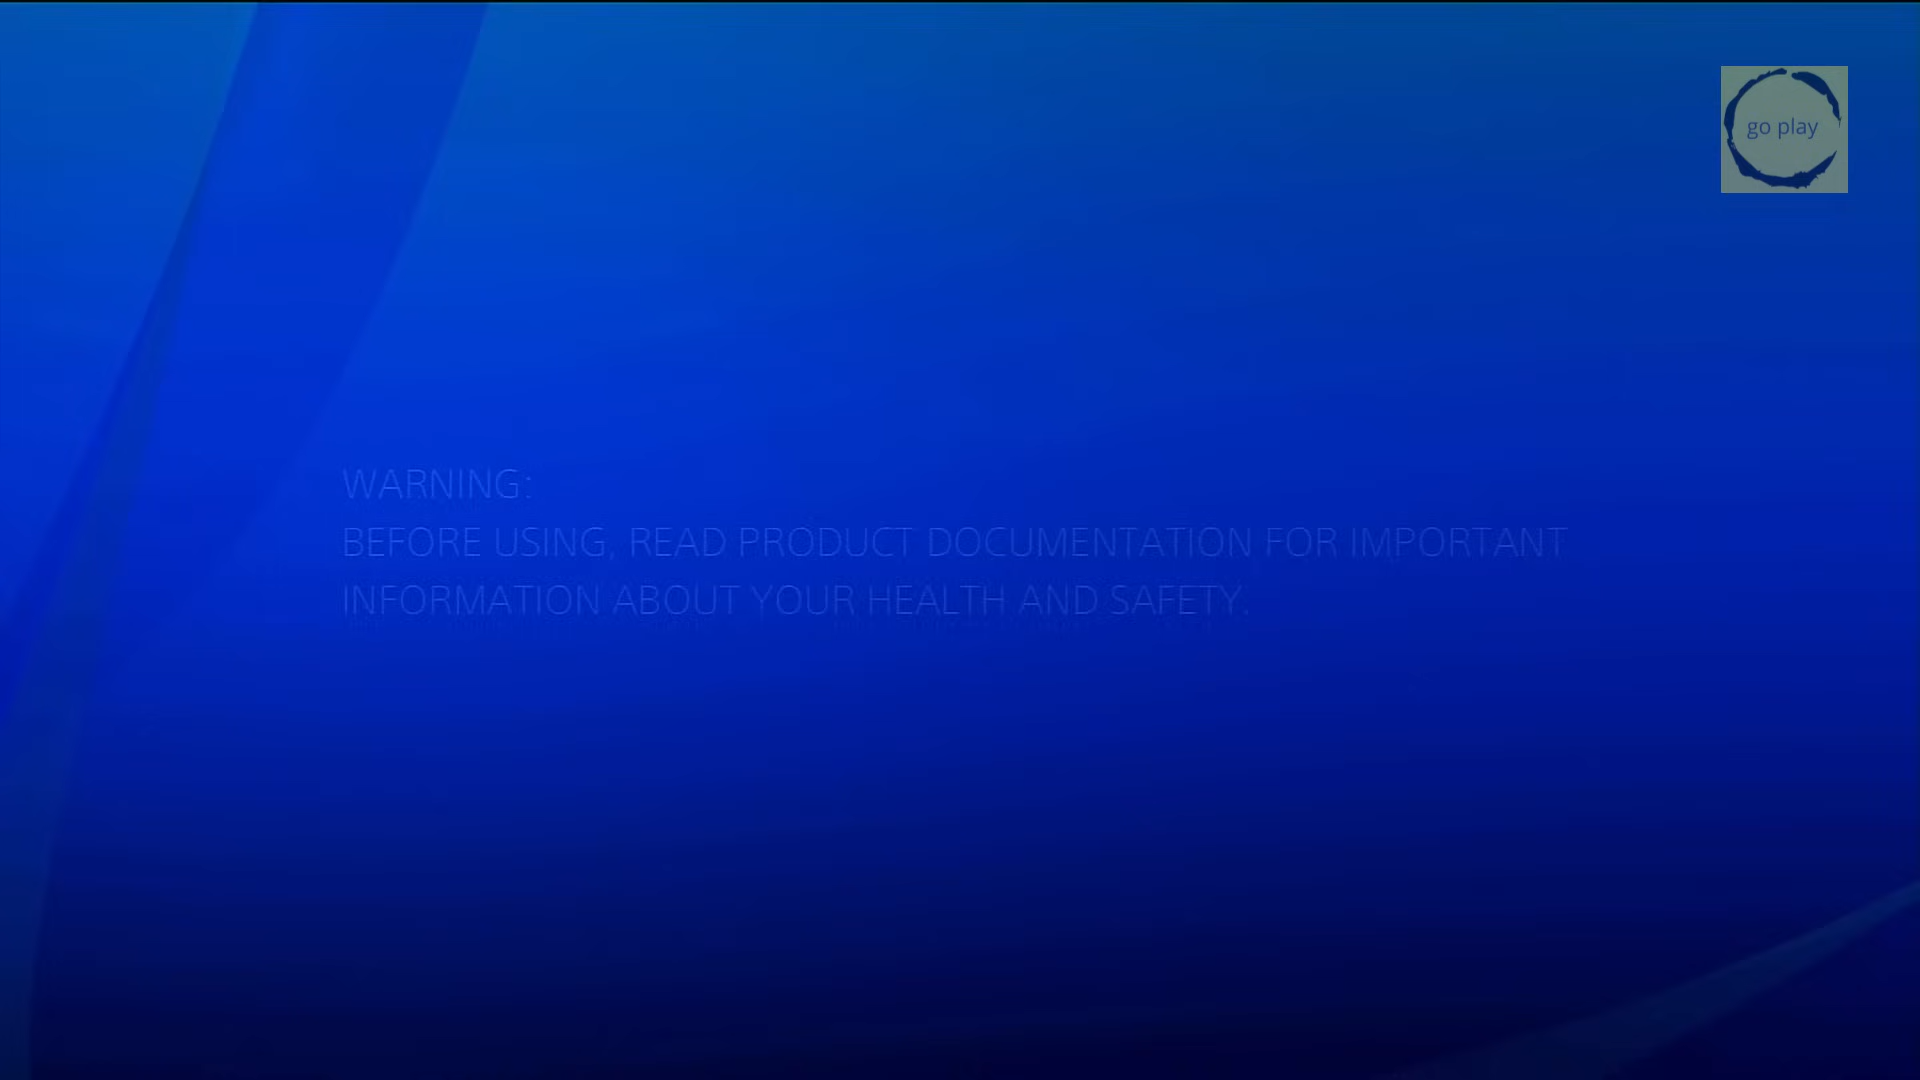 go play
WARNING:
BEFORE USING, READ PRODUCT DOCUMENTATION FOR IMPORTANT
INFORMATION ABOUT YOUR HEALTH AND SAFETY.